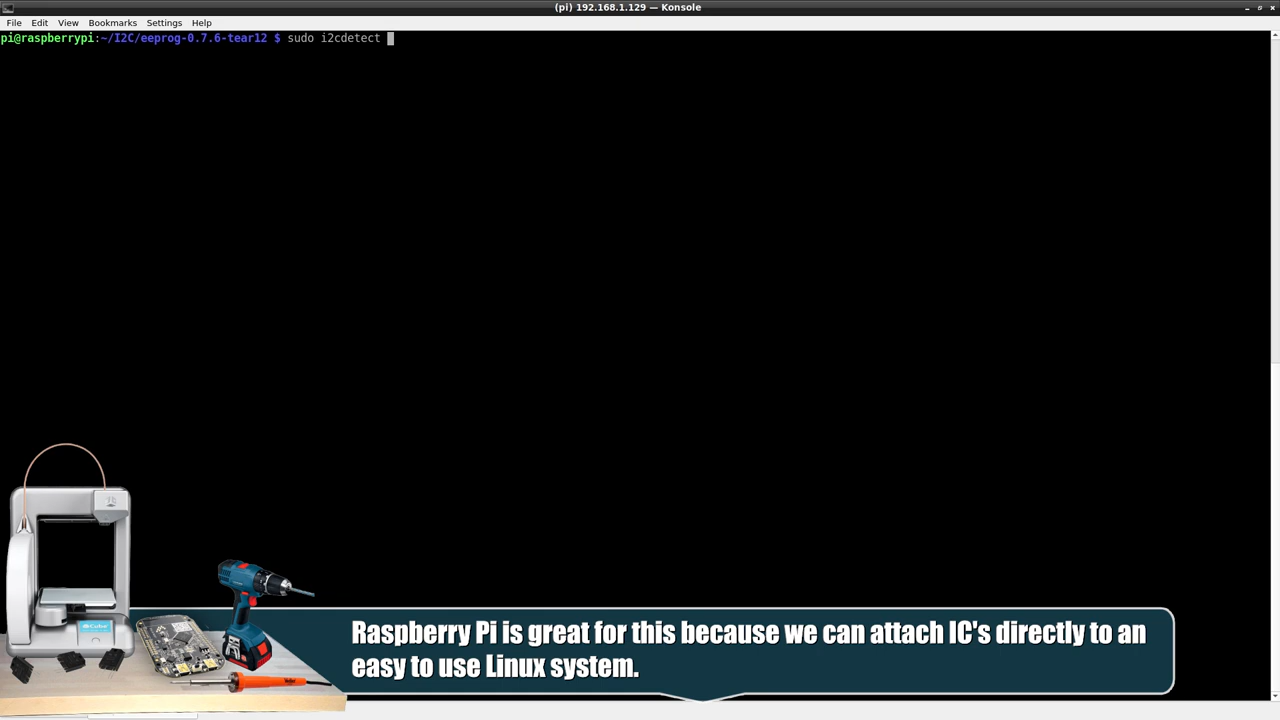 (pi) 192.168.1.129 — Konsole
File Edit View Bookmarks Settings Help
pi@raspberrypi:~/I2C/eeprog-0.7.6-tear12 $ sudo i2cdetect
Raspberry Pi is great for this because we can attach IC's directly to an
easy to use Linux system.
Cube